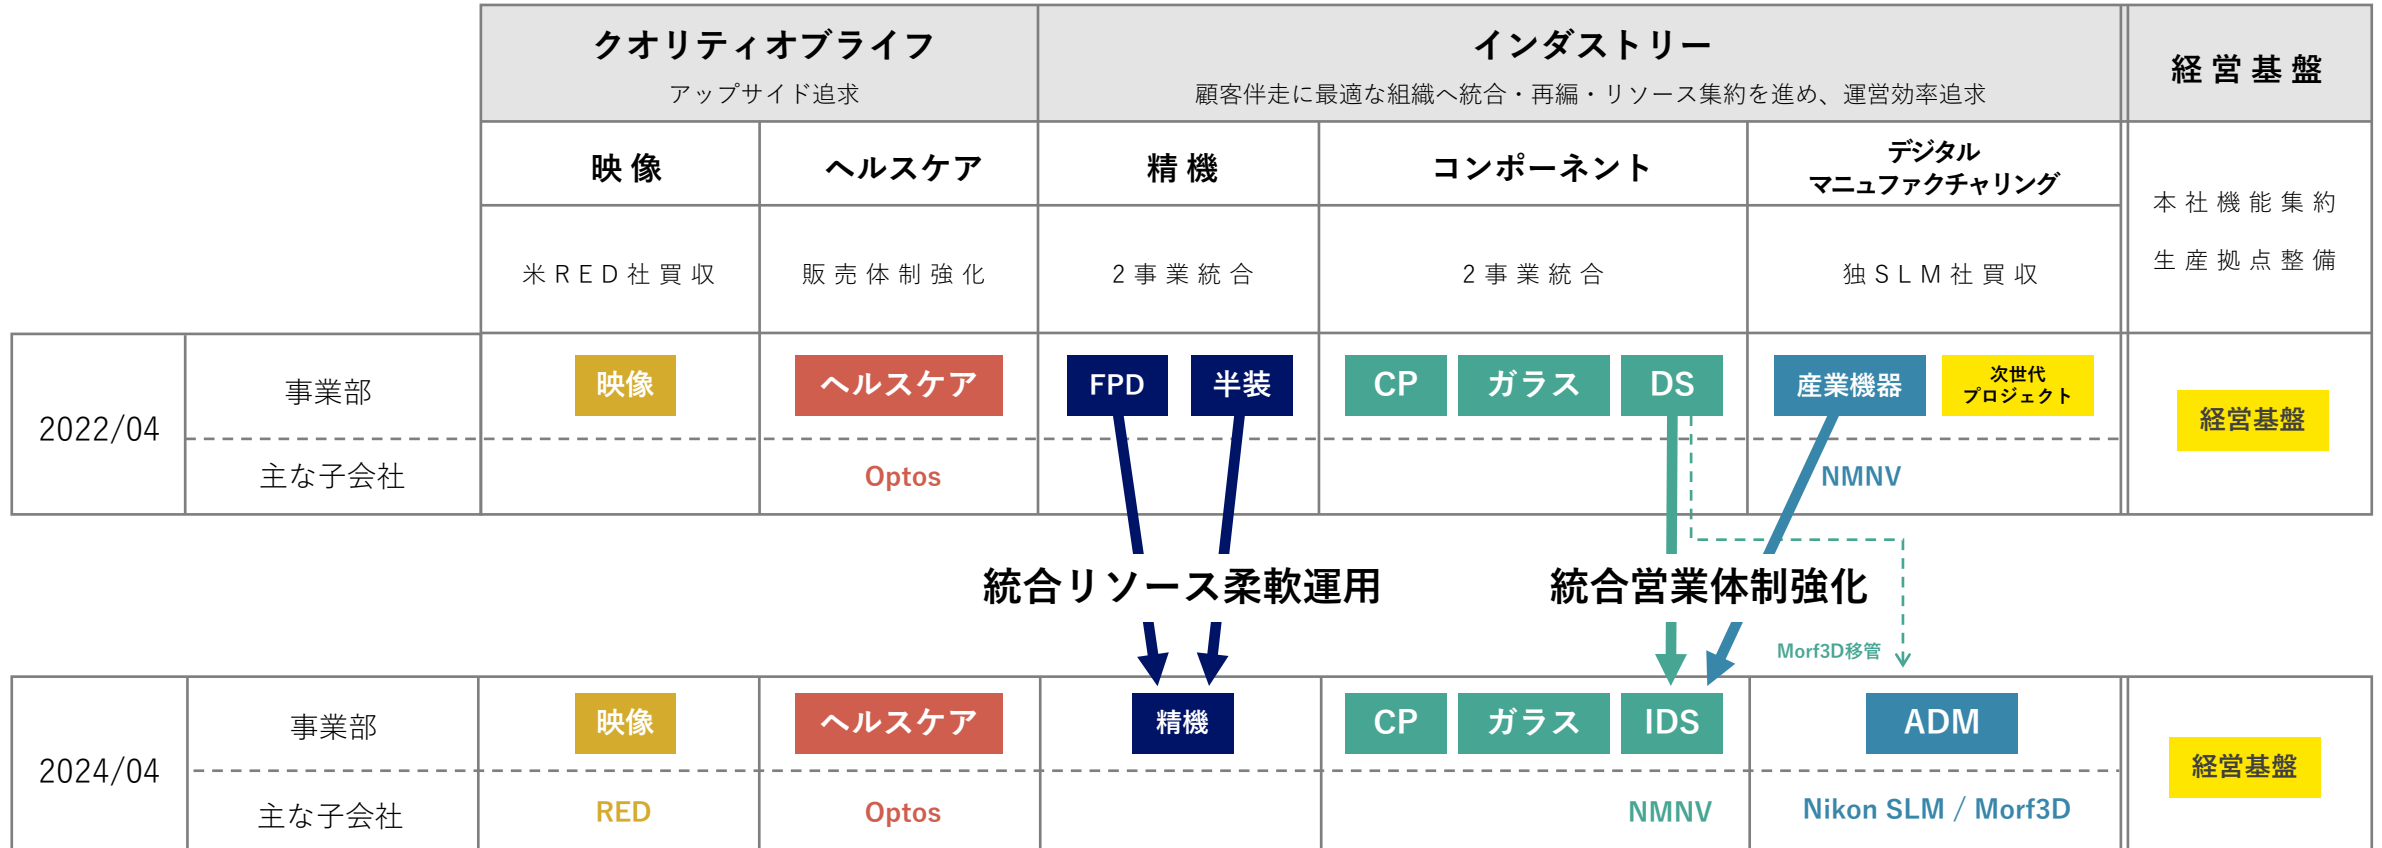 クオリティオブライフ
アップサイド追求
インダストリー
顧客伴走に最適な組織へ統合・再編・リソース集約を進め、運営効率追求
経営基盤
映像
ヘルスケア
精機
コンポーネント
デジタル
マニュファクチャリング
本社機能集約
生産拠点整備
米RED社買収
販売体制強化
2事業統合
2事業統合
独SLM社買収
2022/04
事業部
映像
ヘルスケア
FPD
半装
CP
ガラス
DS
産業機器
次世代
プロジェクト
経営基盤
主な子会社
Optos
NMNV
統合リソース柔軟運用
統合営業体制強化
Morf3D移管
2024/04
事業部
映像
ヘルスケア
精機
CP
ガラス
IDS
ADM
経営基盤
主な子会社
RED
Optos
NMNV
Nikon SLM / Morf3D